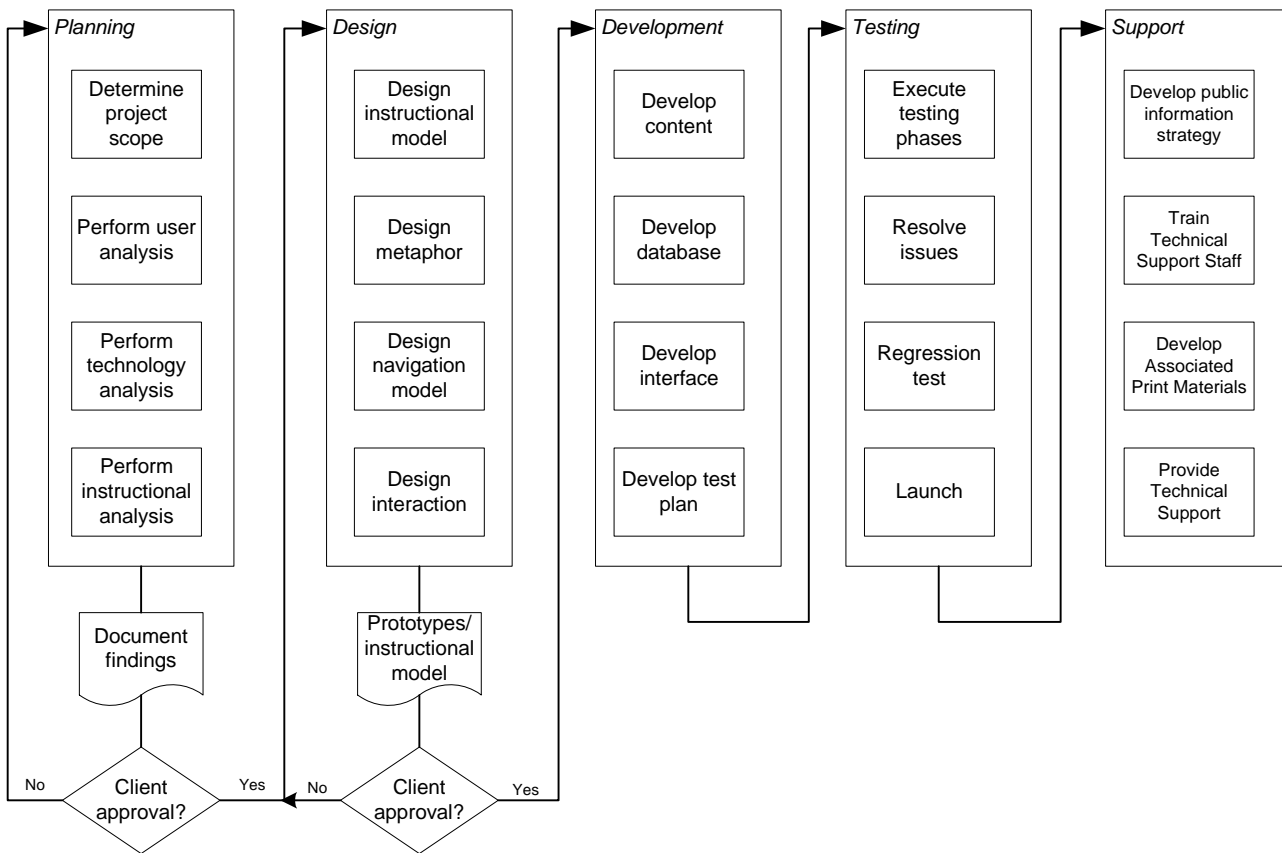 Planning
Determine
project
scope
Perform user
analysis
Perform
technology
analysis
Perform
instructional
analysis
Document
findings
Client
approval?
No
Yes
Design
Design
instructional
model
Design
metaphor
Design
navigation
model
Design
interaction
Prototypes/
instructional
model
Client
approval?
No
Yes
Development
Develop
content
Develop
database
Develop
interface
Develop test
plan
Testing
Execute
testing
phases
Resolve
issues
Regression
test
Launch
Support
Develop public
information
strategy
Train
Technical
Support Staff
Develop
Associated
Print Materials
Provide
Technical
Support